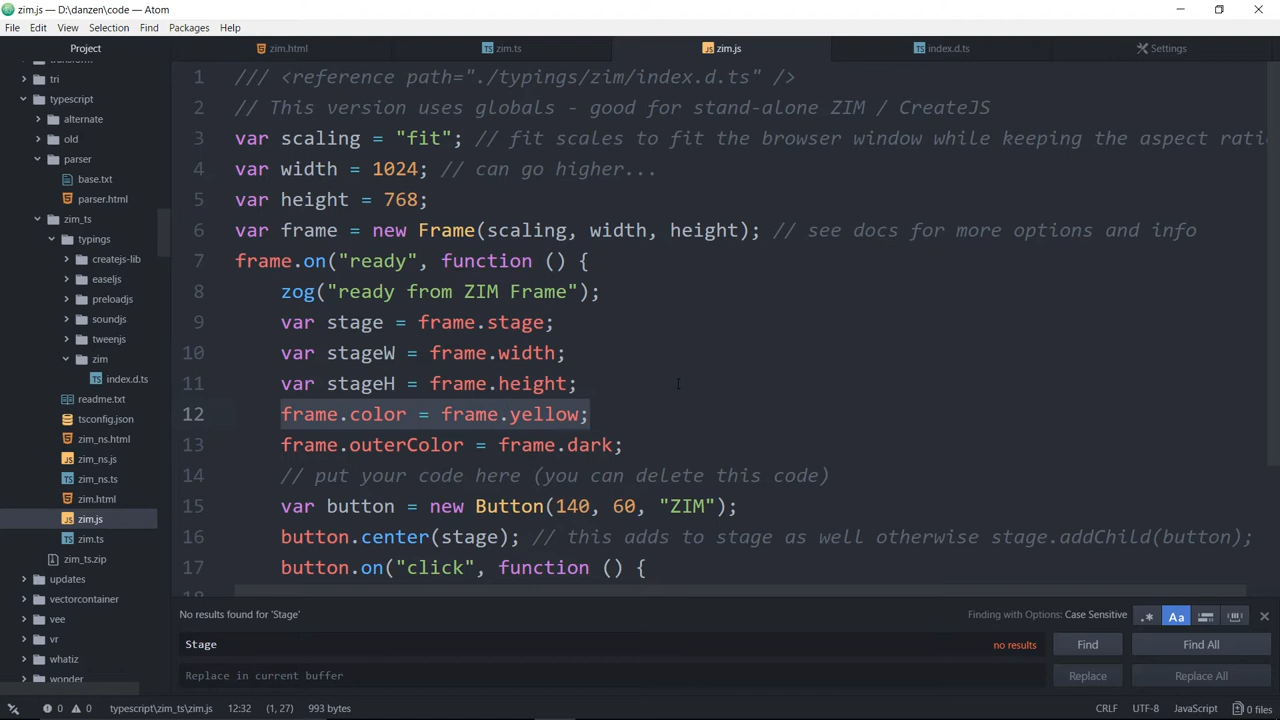 zim.js — D:\danzen\code — Atom
File Edit View Selection Find Packages Help
Project
tri
typescript
alternate
old
parser
base.txt
parser.html
zim_ts
typings
createjs-lib
easeljs
preloadjs
soundjs
tweenjs
zim
index.d.ts
readme.txt
tsconfig.json
zim_ns.html
zim_ns.js
zim_ns.ts
zim.html
zim.js
zim.ts
zim_ts.zip
updates
vectorcontainer
vee
vr
whatiz
wonder
zim.html zim.ts zim.js index.d.ts Settings
1 /// <reference path="./typings/zim/index.d.ts" />
2 // This version uses globals - good for stand-alone ZIM / CreateJS
3 var scaling = "fit"; // fit scales to fit the browser window while keeping the aspect rati
4 var width = 1024; // can go higher...
5 var height = 768;
6 var frame = new Frame(scaling, width, height); // see docs for more options and info
7 frame.on("ready", function () {
8 zog("ready from ZIM Frame");
9 var stage = frame.stage;
10 var stageW = frame.width;
11 var stageH = frame.height;
12 frame.color = frame.yellow;
13 frame.outerColor = frame.dark;
14 // put your code here (you can delete this code)
15 var button = new Button(140, 60, "ZIM");
16 button.center(stage); // this adds to stage as well otherwise stage.addChild(button);
17 button.on("click", function () {
No results found for 'Stage' Finding with Options: Case Sensitive .* Aa
Stage no results Find Find All
Replace in current buffer Replace Replace All
0 0 typescript\zim_ts\zim.js 12:32 (1, 27) 993 bytes CRLF UTF-8 JavaScript 0 files